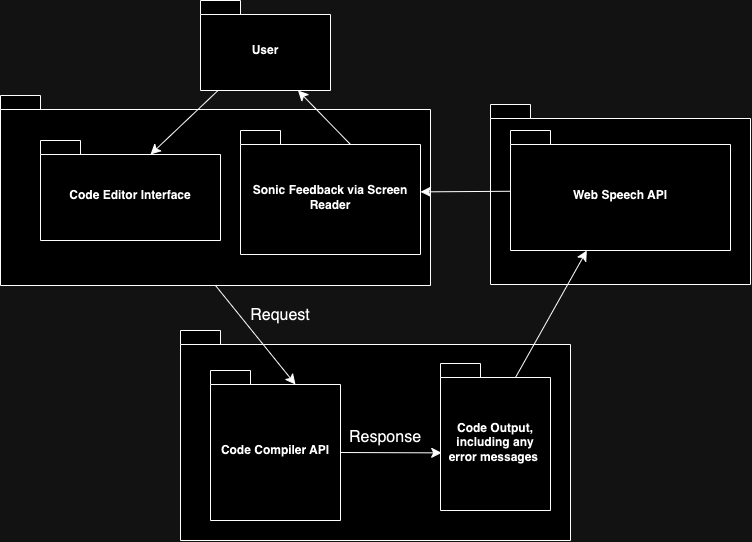 User
Code Editor Interface
Sonic Feedback via Screen
Reader
Web Speech API
Request
Code Compiler API
Response
Code Output,
including any
error messages